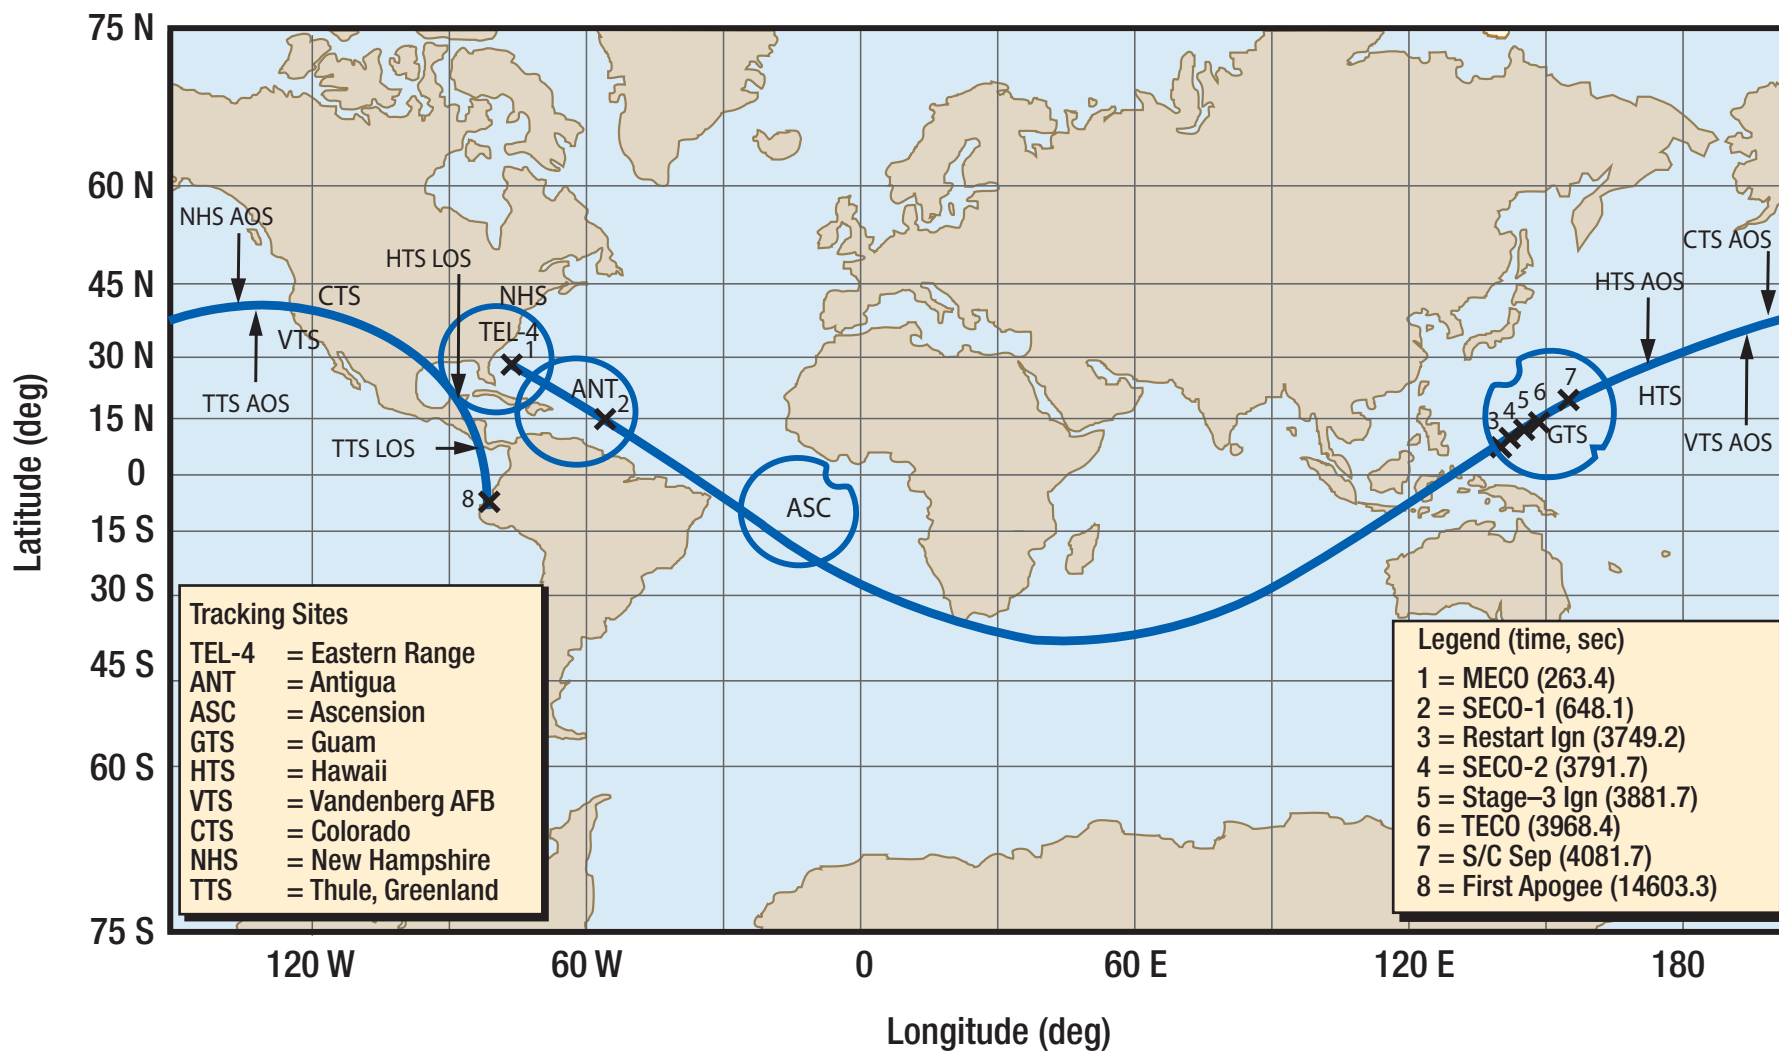 75 N
60 N
45 N
30 N
15 N
0
15 S
30 S
45 S
60 S
75 S
Latitude (deg)
120 W
60 W
0
60 E
120 E
180
Longitude (deg)
NHS AOS
HTS LOS
CTS
NHS
VTS
TEL-4
1
TTS AOS
ANT
2
TTS LOS
8
ASC
CTS AOS
HTS AOS
7
6
5
4
3
HTS
GTS
VTS AOS
Tracking Sites
TEL-4 = Eastern Range
ANT = Antigua
ASC = Ascension
GTS = Guam
HTS = Hawaii
VTS = Vandenberg AFB
CTS = Colorado
NHS = New Hampshire
TTS = Thule, Greenland
Legend (time, sec)
1 = MECO (263.4)
2 = SECO-1 (648.1)
3 = Restart Ign (3749.2)
4 = SECO-2 (3791.7)
5 = Stage–3 Ign (3881.7)
6 = TECO (3968.4)
7 = S/C Sep (4081.7)
8 = First Apogee (14603.3)